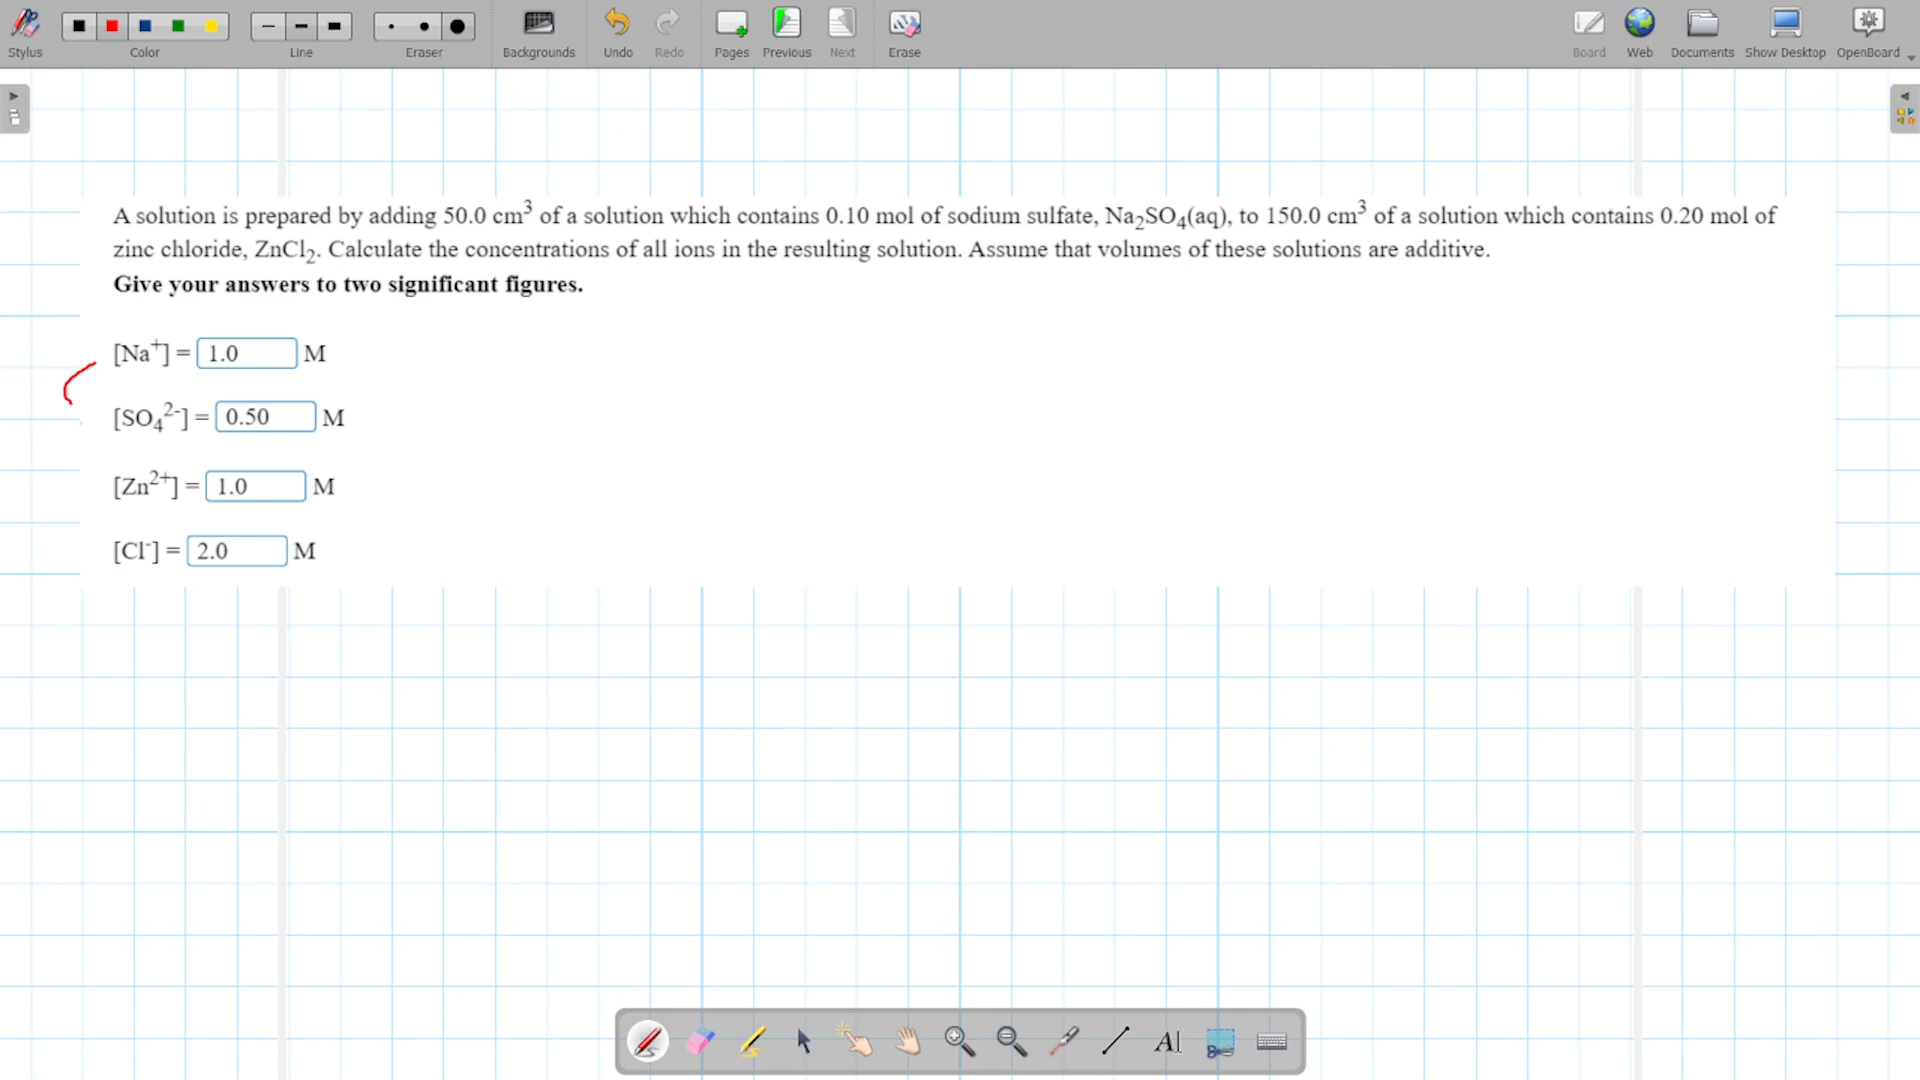 Stylus Color Line Eraser Backgrounds Undo Redo Pages Previous Next Erase Board Web Documents Show Desktop OpenBoard
A solution is prepared by adding 50.0 cm³ of a solution which contains 0.10 mol of sodium sulfate, Na₂SO₄(aq), to 150.0 cm³ of a solution which contains 0.20 mol of
zinc chloride, ZnCl₂. Calculate the concentrations of all ions in the resulting solution. Assume that volumes of these solutions are additive.
Give your answers to two significant figures.
[Na⁺] = 1.0 M
[SO₄²⁻] = 0.50 M
[Zn²⁺] = 1.0 M
[Cl⁻] = 2.0 M
A